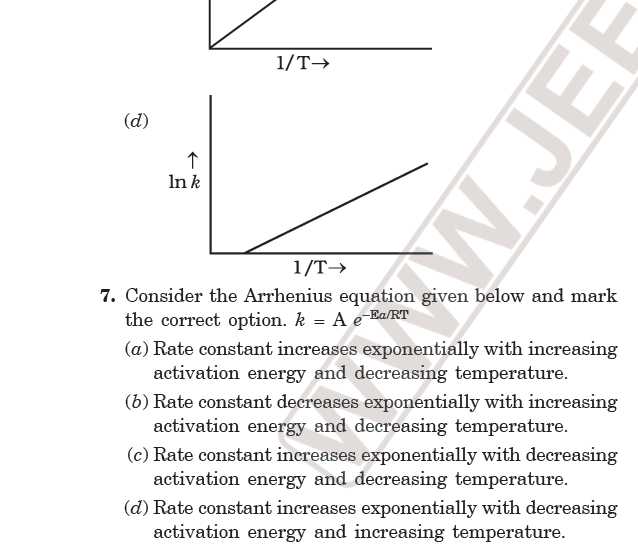 1/T→
(d)
↑
ln k
1/T→
7. Consider the Arrhenius equation given below and mark
the correct option. k = A e^–Ea/RT
(a) Rate constant increases exponentially with increasing
activation energy and decreasing temperature.
(b) Rate constant decreases exponentially with increasing
activation energy and decreasing temperature.
(c) Rate constant increases exponentially with decreasing
activation energy and decreasing temperature.
(d) Rate constant increases exponentially with decreasing
activation energy and increasing temperature.
WWW.JEE